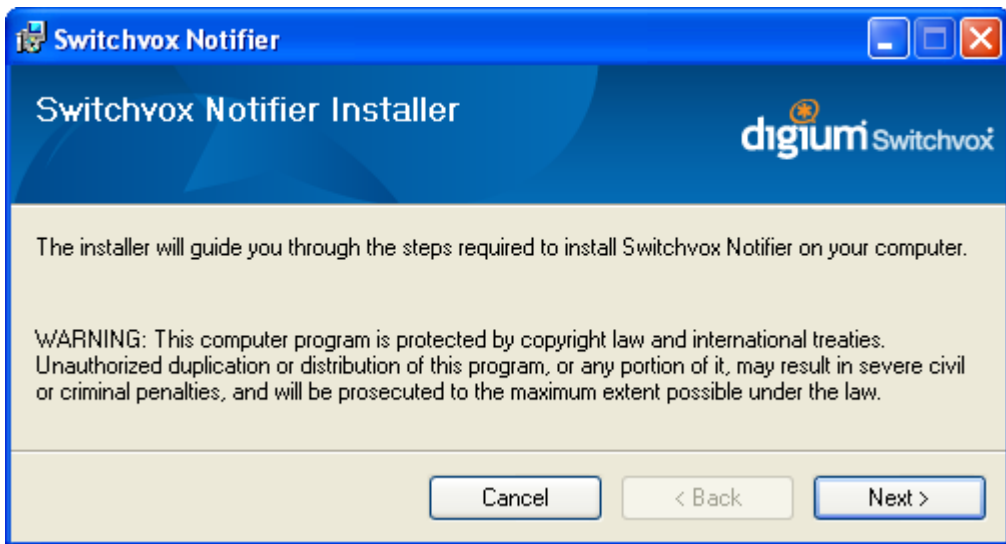 Switchvox Notifier
Switchvox Notifier Installer
digium Switchvox
The installer will guide you through the steps required to install Switchvox Notifier on your computer.
WARNING: This computer program is protected by copyright law and international treaties.
Unauthorized duplication or distribution of this program, or any portion of it, may result in severe civil
or criminal penalties, and will be prosecuted to the maximum extent possible under the law.
Cancel
< Back
Next >